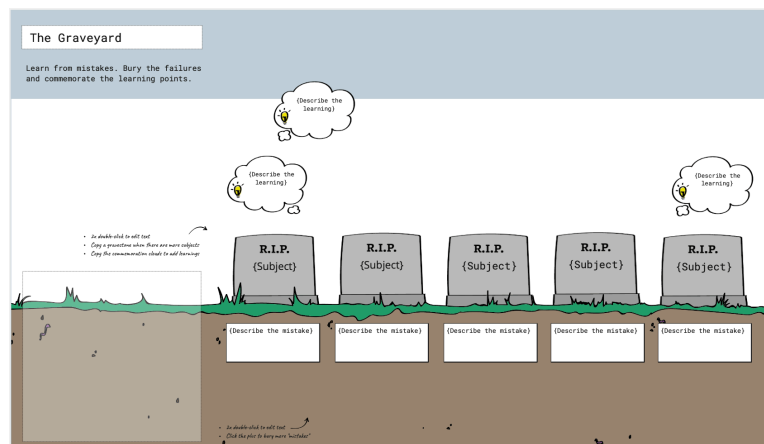 The Graveyard
Learn from mistakes. Bury the failures
and commemorate the learning points.
{Describe the
learning}
{Describe the
learning}
{Describe the
learning}
2x double-click to edit text
Copy a gravestone when there are more subjects
Copy the commemoration clouds to add learnings
R.I.P.
{Subject}
R.I.P.
{Subject}
R.I.P.
{Subject}
R.I.P.
{Subject}
R.I.P.
{Subject}
{Describe the mistake}
{Describe the mistake}
{Describe the mistake}
{Describe the mistake}
{Describe the mistake}
2x double-click to edit text
Click the plus to bury more "mistakes"